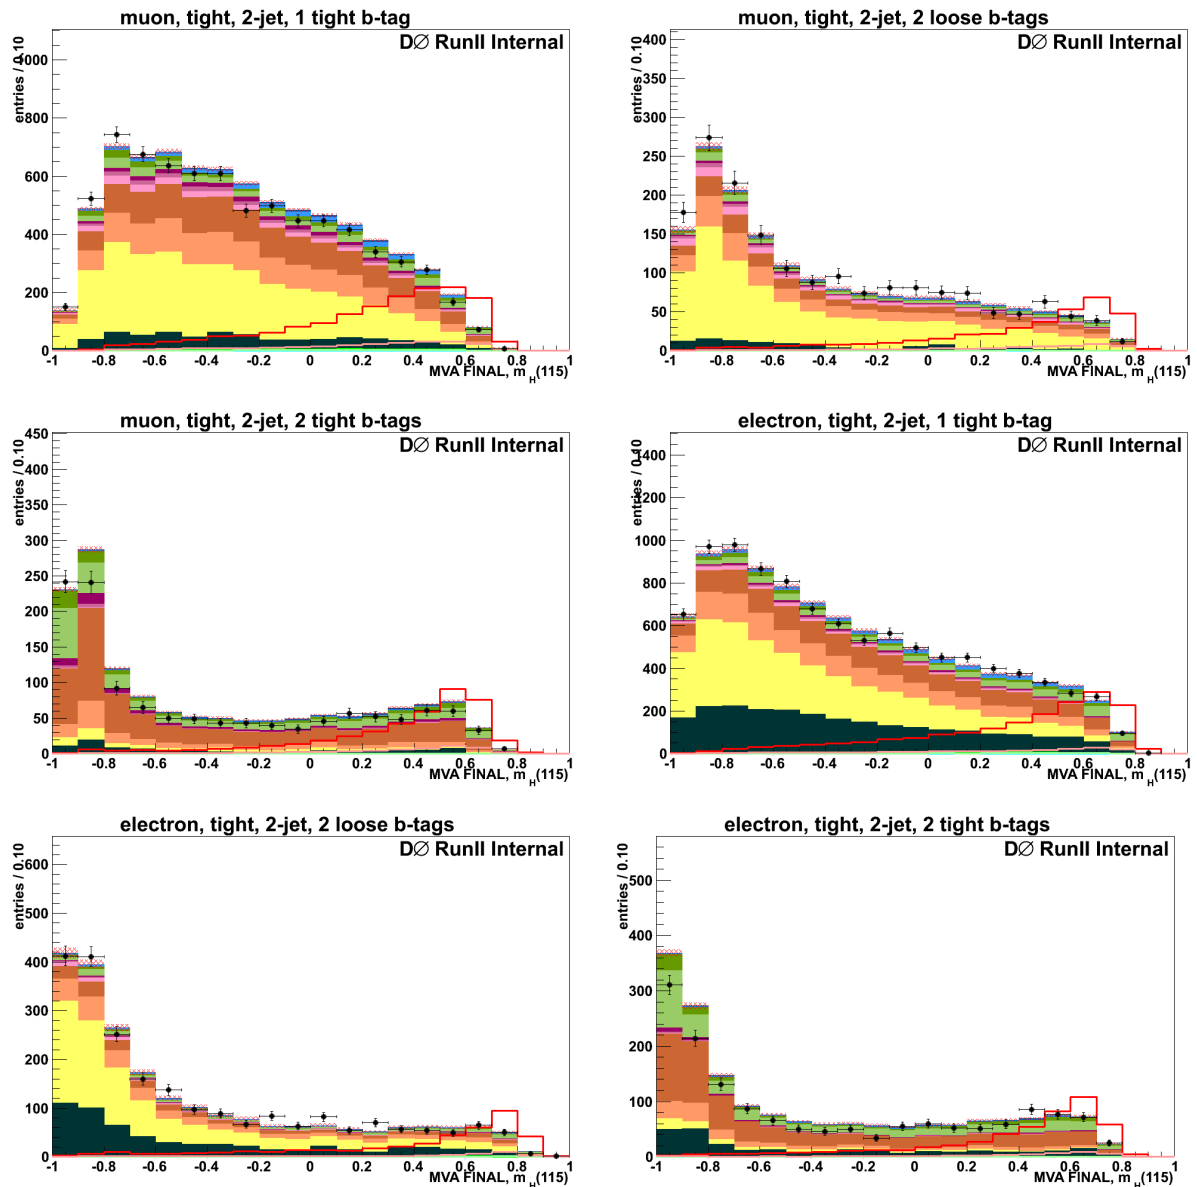 muon, tight, 2-jet, 1 tight b-tag
DØ RunII Internal
entries / 0.10
1000
800
600
400
200
0
-1 -0.8 -0.6 -0.4 -0.2 0 0.2 0.4 0.6 0.8 1
MVA FINAL, m H (115)
muon, tight, 2-jet, 2 loose b-tags
DØ RunII Internal
entries / 0.10
400
350
300
250
200
150
100
50
0
-1 -0.8 -0.6 -0.4 -0.2 0 0.2 0.4 0.6 0.8 1
MVA FINAL, m H (115)
muon, tight, 2-jet, 2 tight b-tags
DØ RunII Internal
entries / 0.10
450
400
350
300
250
200
150
100
50
0
-1 -0.8 -0.6 -0.4 -0.2 0 0.2 0.4 0.6 0.8 1
MVA FINAL, m H (115)
electron, tight, 2-jet, 1 tight b-tag
DØ RunII Internal
entries / 0.10
1400
1200
1000
800
600
400
200
0
-1 -0.8 -0.6 -0.4 -0.2 0 0.2 0.4 0.6 0.8 1
MVA FINAL, m H (115)
electron, tight, 2-jet, 2 loose b-tags
DØ RunII Internal
entries / 0.10
600
500
400
300
200
100
0
-1 -0.8 -0.6 -0.4 -0.2 0 0.2 0.4 0.6 0.8 1
MVA FINAL, m H (115)
electron, tight, 2-jet, 2 tight b-tags
DØ RunII Internal
entries / 0.10
500
400
300
200
100
0
-1 -0.8 -0.6 -0.4 -0.2 0 0.2 0.4 0.6 0.8 1
MVA FINAL, m H (115)